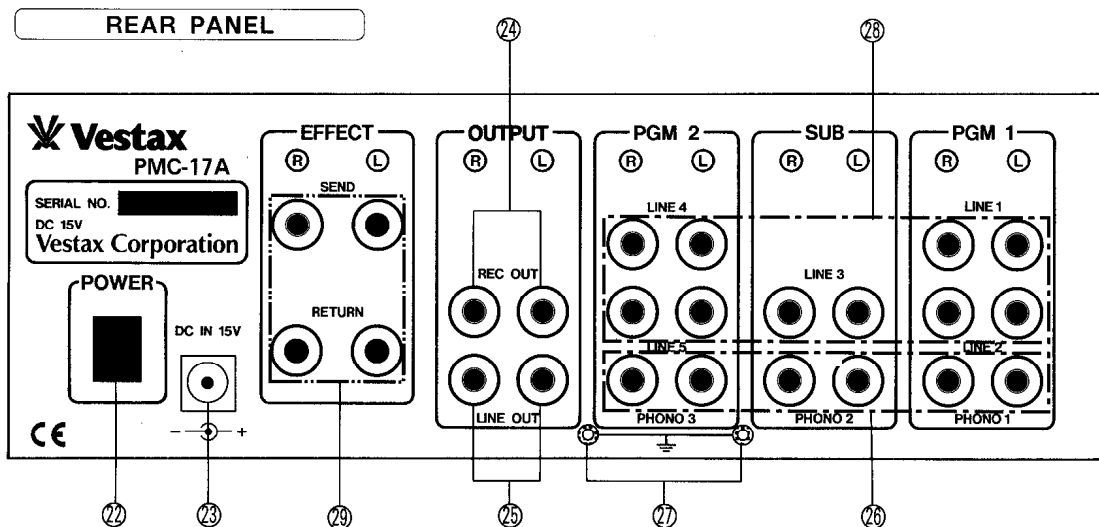 REAR PANEL
24
28
Vestax
PMC-17A
SERIAL NO.
DC 15V
Vestax Corporation
POWER
DC IN 15V
- +
CE
EFFECT
R L
SEND
RETURN
OUTPUT
R L
REC OUT
LINE OUT
PGM 2
R L
LINE 4
LINE 5
PHONO 3
SUB
R L
LINE 3
PHONO 2
PGM 1
R L
LINE 1
LINE 2
PHONO 1
22
23
29
25
27
26